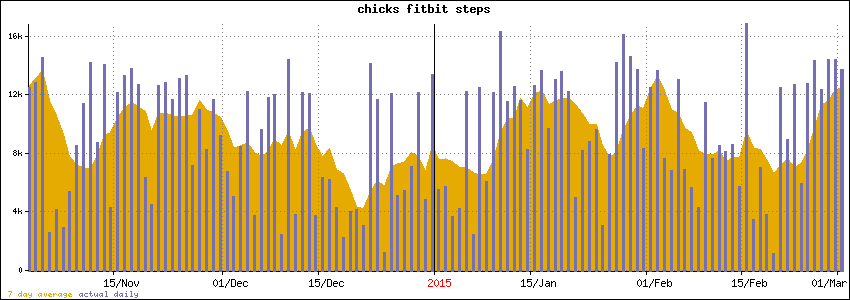 chicks fitbit steps
16k
12k
8k
4k
0
15/Nov 01/Dec 15/Dec 2015 15/Jan 01/Feb 15/Feb 01/Mar
7 day average actual daily